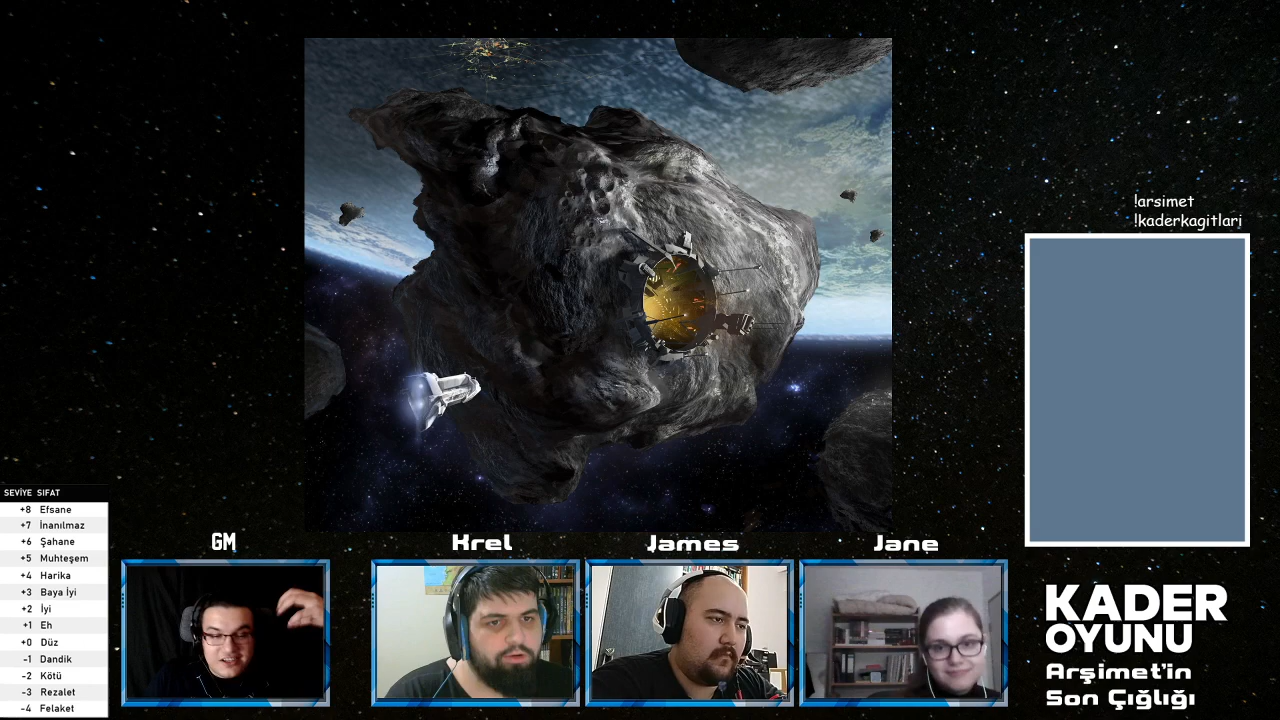 !arsimet
!kaderkagitlari
SEVİYE SIFAT
+8 Efsane
+7 İnanılmaz
+6 Şahane
+5 Muhteşem
+4 Harika
+3 Baya İyi
+2 İyi
+1 Eh
+0 Düz
-1 Dandik
-2 Kötü
-3 Rezalet
-4 Felaket
GM
Krel
James
Jane
KADER
OYUNU
Arşimet'in
Son Çığlığı